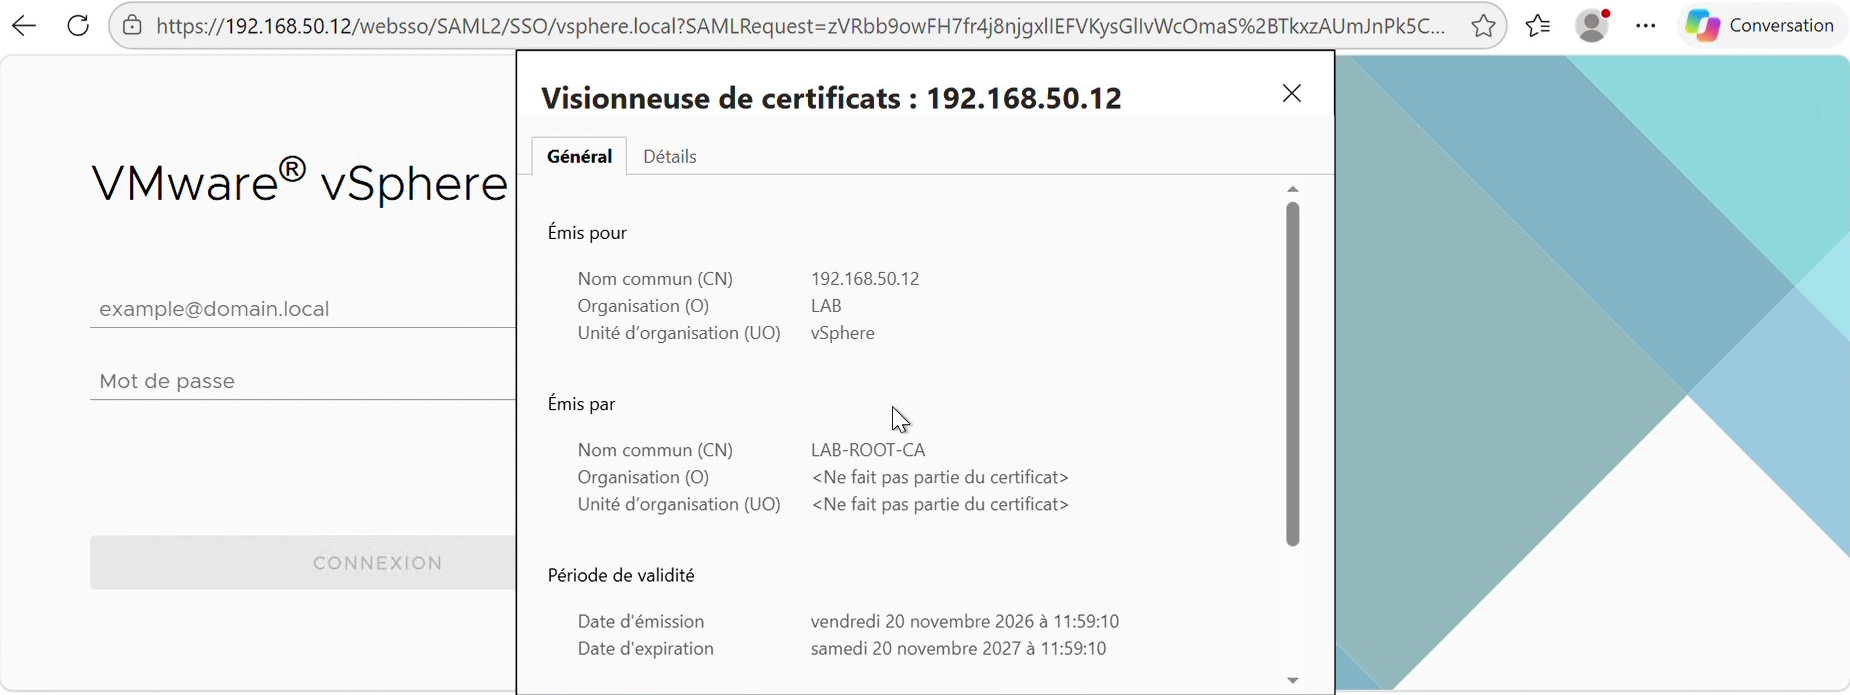 https://192.168.50.12/websso/SAML2/SSO/vsphere.local?SAMLRequest=zVRbb9owFH7fr4j8njgxlIEFVKysGlIvWcOmaS%2BTkxzAUmJnPk5C...
Conversation
Visionneuse de certificats : 192.168.50.12
Général
Détails
VMware® vSphere
example@domain.local
Mot de passe
CONNEXION
Émis pour
Nom commun (CN) 192.168.50.12
Organisation (O) LAB
Unité d'organisation (UO) vSphere
Émis par
Nom commun (CN) LAB-ROOT-CA
Organisation (O) <Ne fait pas partie du certificat>
Unité d'organisation (UO) <Ne fait pas partie du certificat>
Période de validité
Date d'émission vendredi 20 novembre 2026 à 11:59:10
Date d'expiration samedi 20 novembre 2027 à 11:59:10